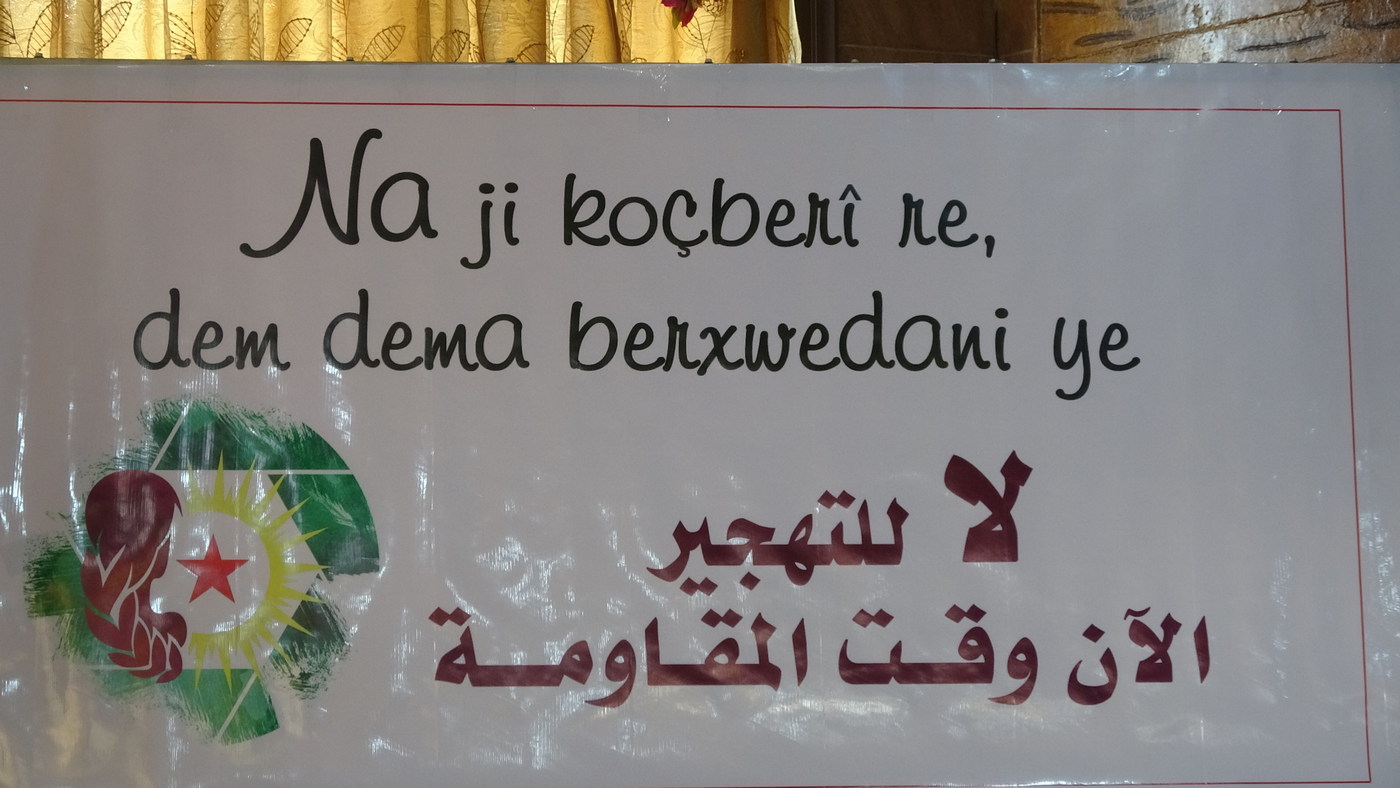 Na ji koçberî re,
dem dema berxwedani ye
لا للتهجير
الآن وقت المقاومة